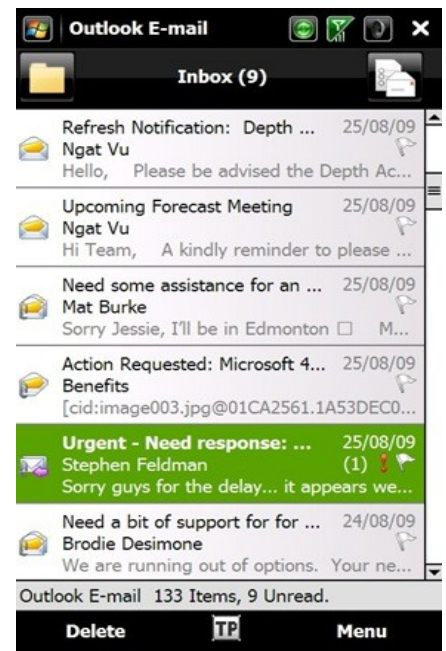 Outlook E-mail
Inbox (9)
Refresh Notification: Depth ... 25/08/09
Ngat Vu
Hello, Please be advised the Depth Ac...
Upcoming Forecast Meeting 25/08/09
Ngat Vu
Hi Team, A kindly reminder to please ...
Need some assistance for an ... 25/08/09
Mat Burke
Sorry Jessie, I'll be in Edmonton □ M...
Action Requested: Microsoft 4... 25/08/09
Benefits
[cid:image003.jpg@01CA2561.1A53DEC0...
Urgent - Need response: ... 25/08/09
Stephen Feldman (1)
Sorry guys for the delay... it appears we...
Need a bit of support for for ... 24/08/09
Brodie Desimone
We are running out of options. Your ne...
Outlook E-mail 133 Items, 9 Unread.
Delete TP Menu